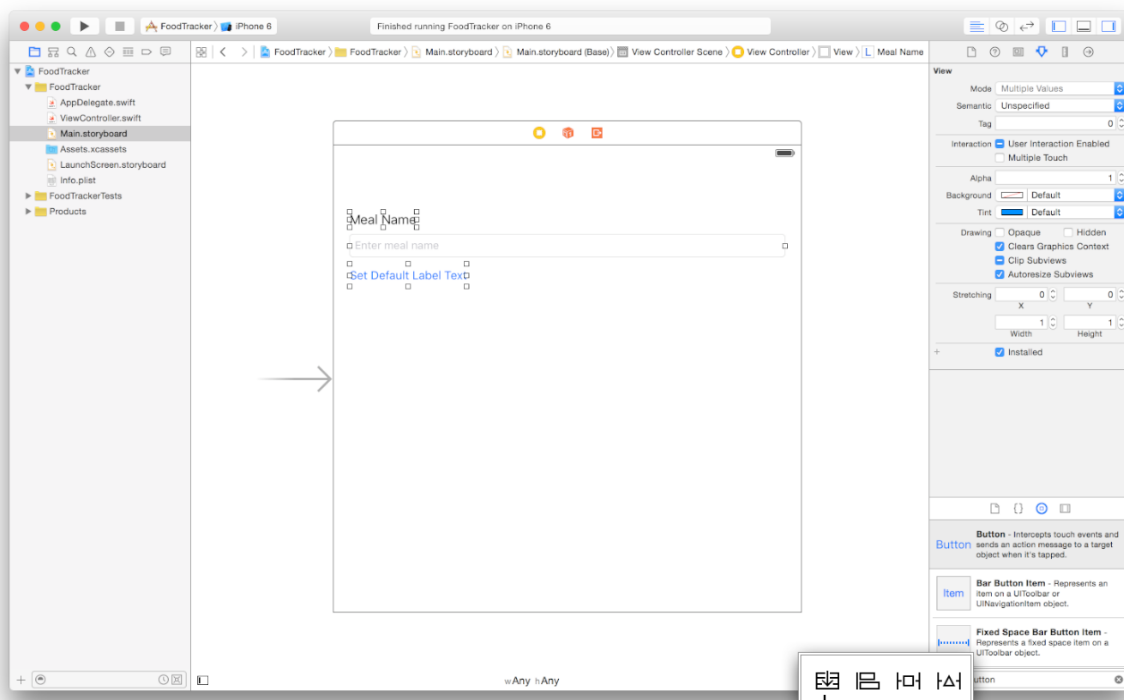 FoodTracker iPhone 6
Finished running FoodTracker on iPhone 6
FoodTracker FoodTracker Main.storyboard Main.storyboard (Base) View Controller Scene View Controller View L Meal Name
FoodTracker
FoodTracker
AppDelegate.swift
ViewController.swift
Main.storyboard
Assets.xcassets
LaunchScreen.storyboard
Info.plist
FoodTrackerTests
Products
Meal Name
Enter meal name
Set Default Label Text
wAny hAny
View
Mode Multiple Values
Semantic Unspecified
Tag 0
Interaction User Interaction Enabled
Multiple Touch
Alpha 1
Background Default
Tint Default
Drawing Opaque Hidden
Clears Graphics Context
Clip Subviews
Autoresize Subviews
Stretching 0 0
X Y
1 1
Width Height
+ Installed
Button
Button - Intercepts touch events and
sends an action message to a target
object when it's tapped.
Item
Bar Button Item - Represents an
item on a UIToolbar or
UINavigationItem object.
Fixed Space Bar Button Item -
Represents a fixed space item on a
UIToolbar object.
utton